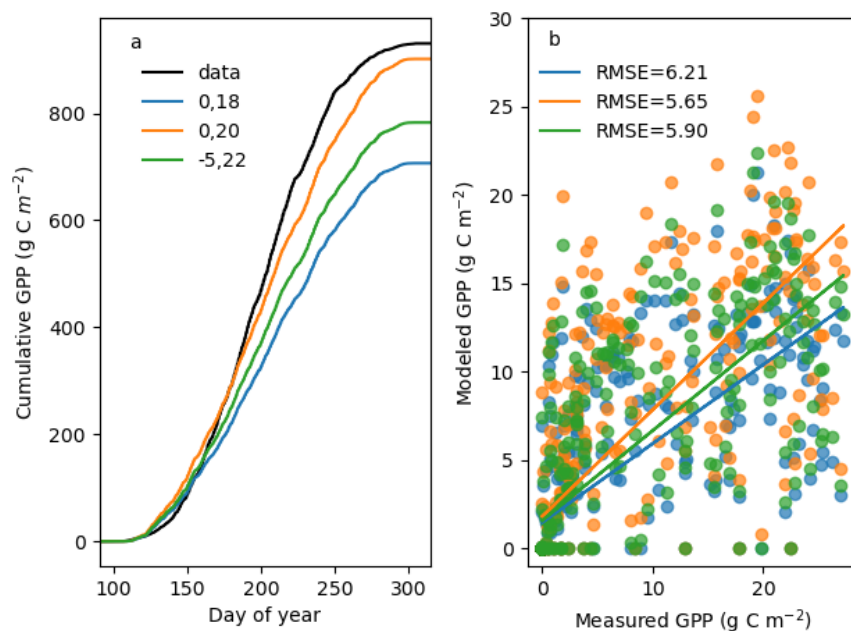 a
data
0,18
0,20
-5,22
Cumulative GPP (g C m⁻²)
0
200
400
600
800
100
150
200
250
300
Day of year
b
RMSE=6.21
RMSE=5.65
RMSE=5.90
Modeled GPP (g C m⁻²)
0
5
10
15
20
25
30
0
10
20
Measured GPP (g C m⁻²)